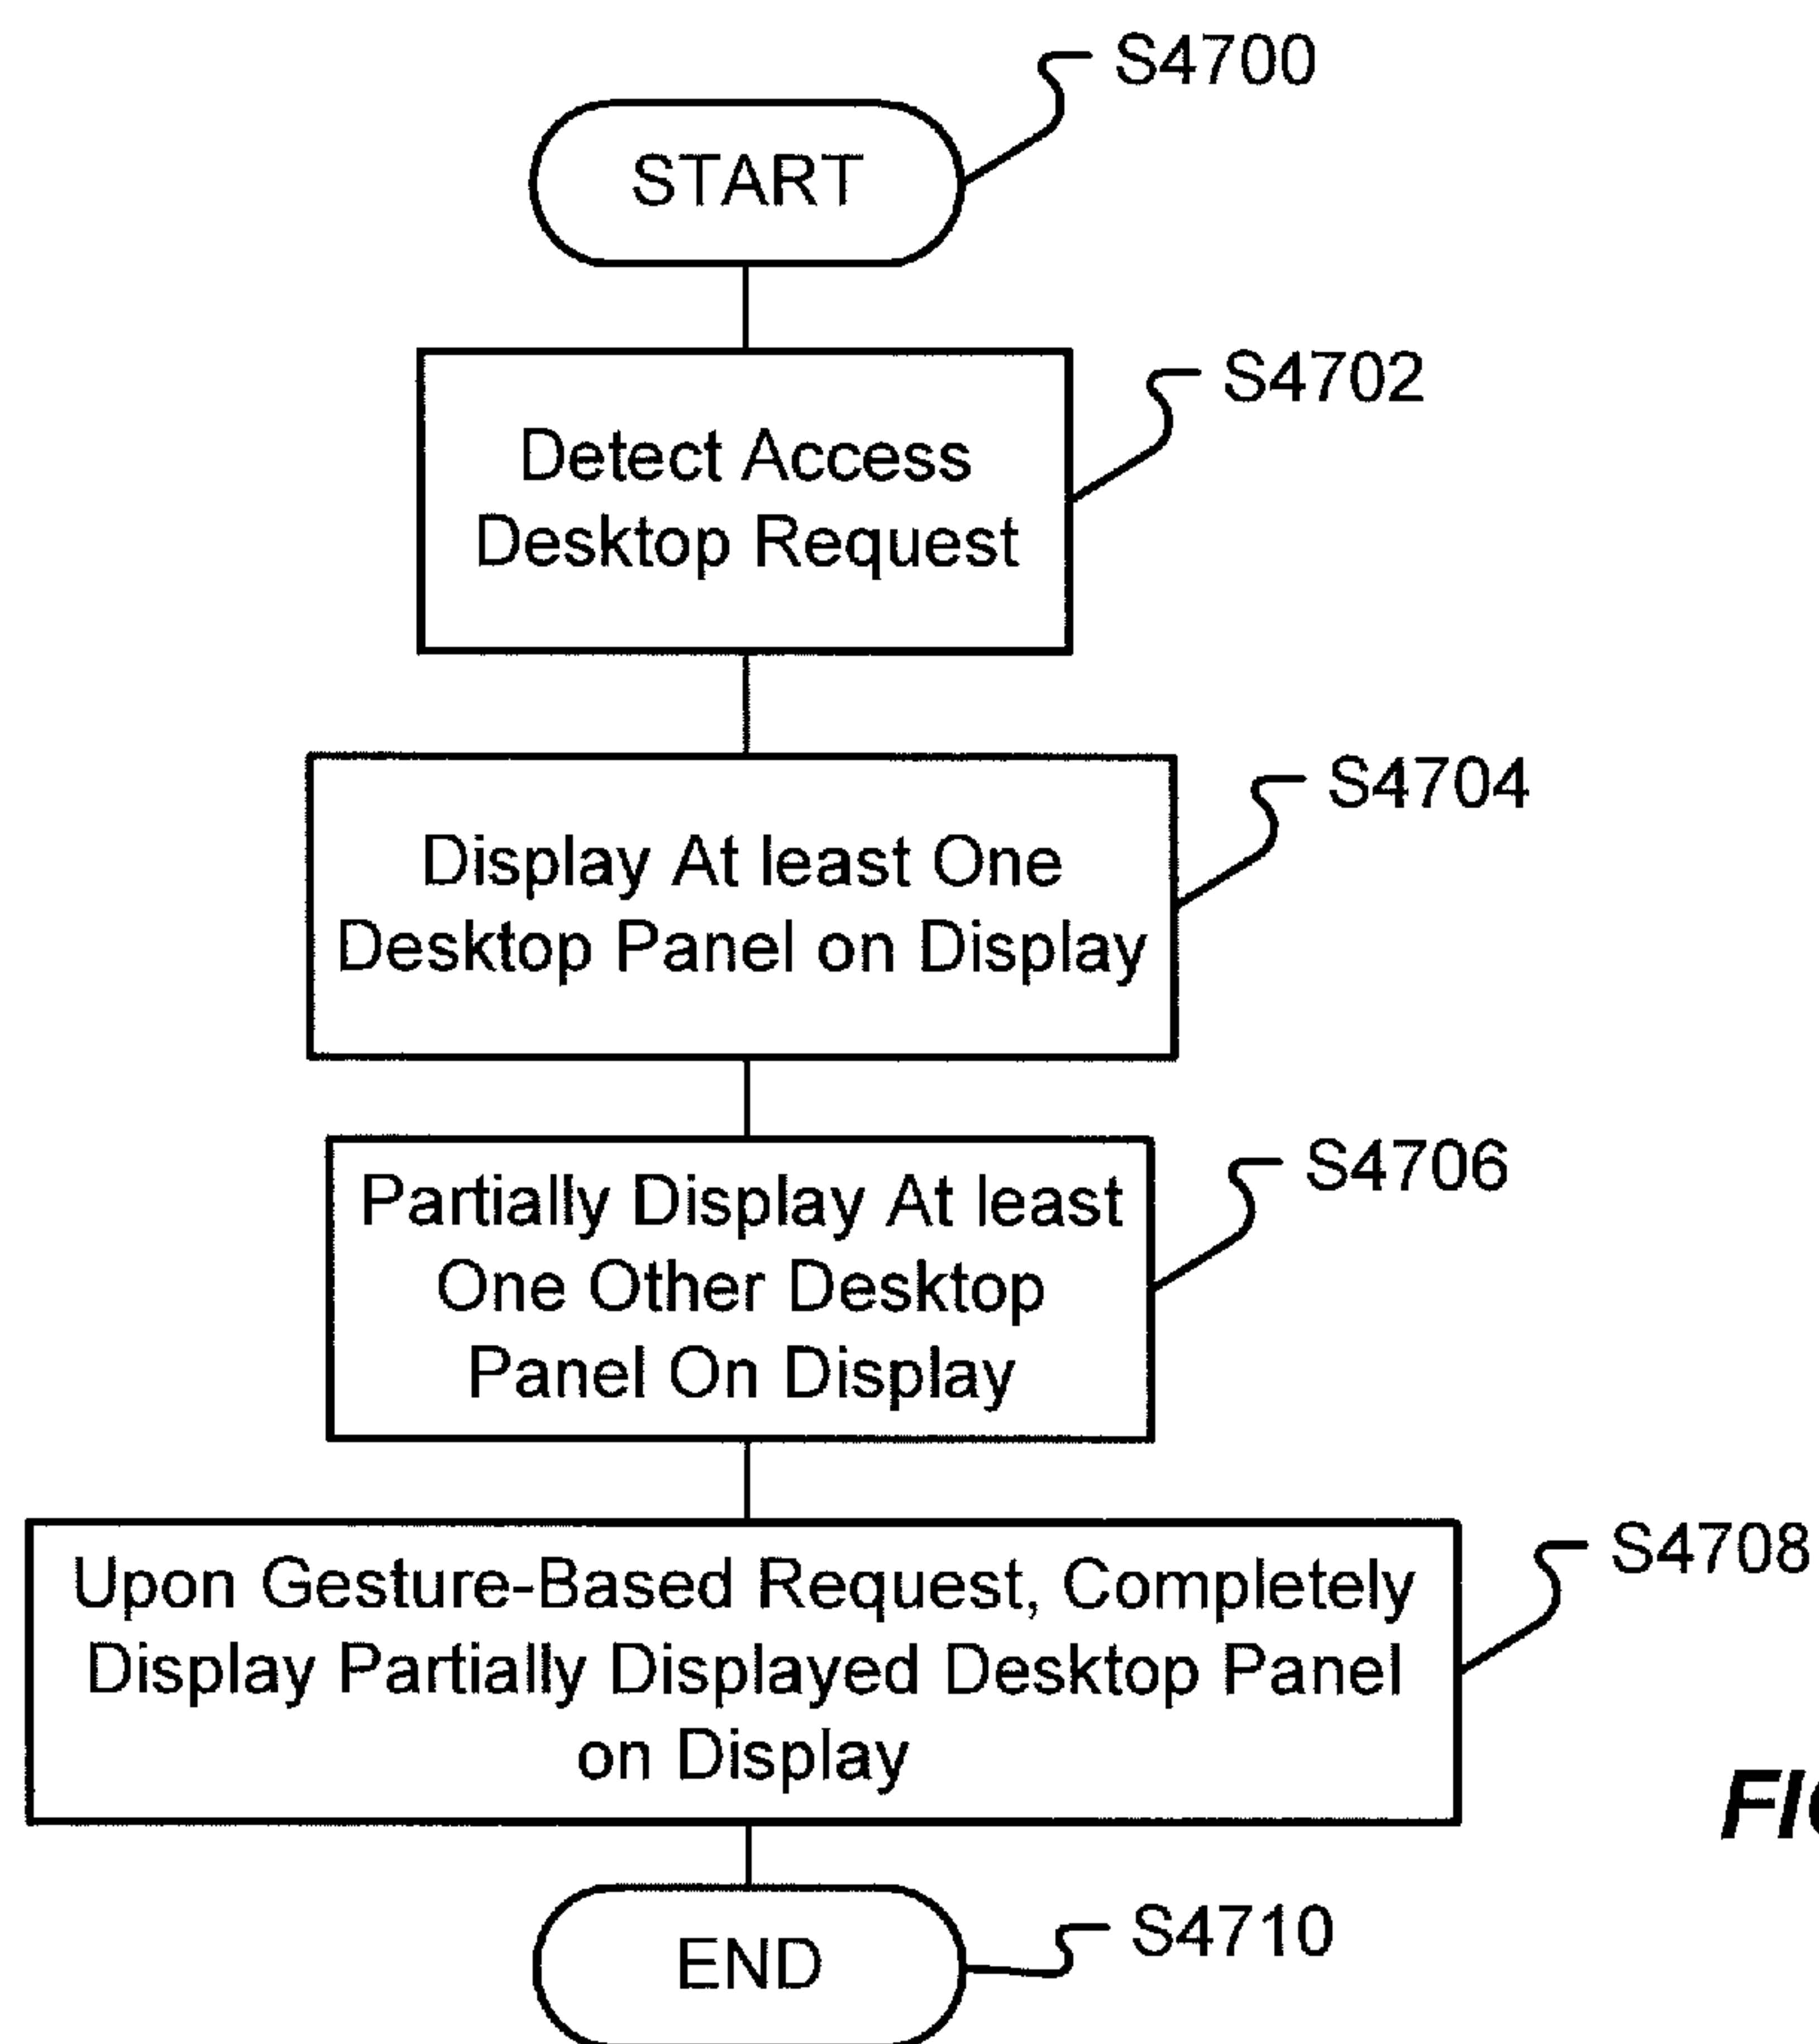 S4700
START
S4702
Detect Access
Desktop Request
S4704
Display At least One
Desktop Panel on Display
S4706
Partially Display At least
One Other Desktop
Panel On Display
S4708
Upon Gesture-Based Request, Completely
Display Partially Displayed Desktop Panel
on Display
S4710
END